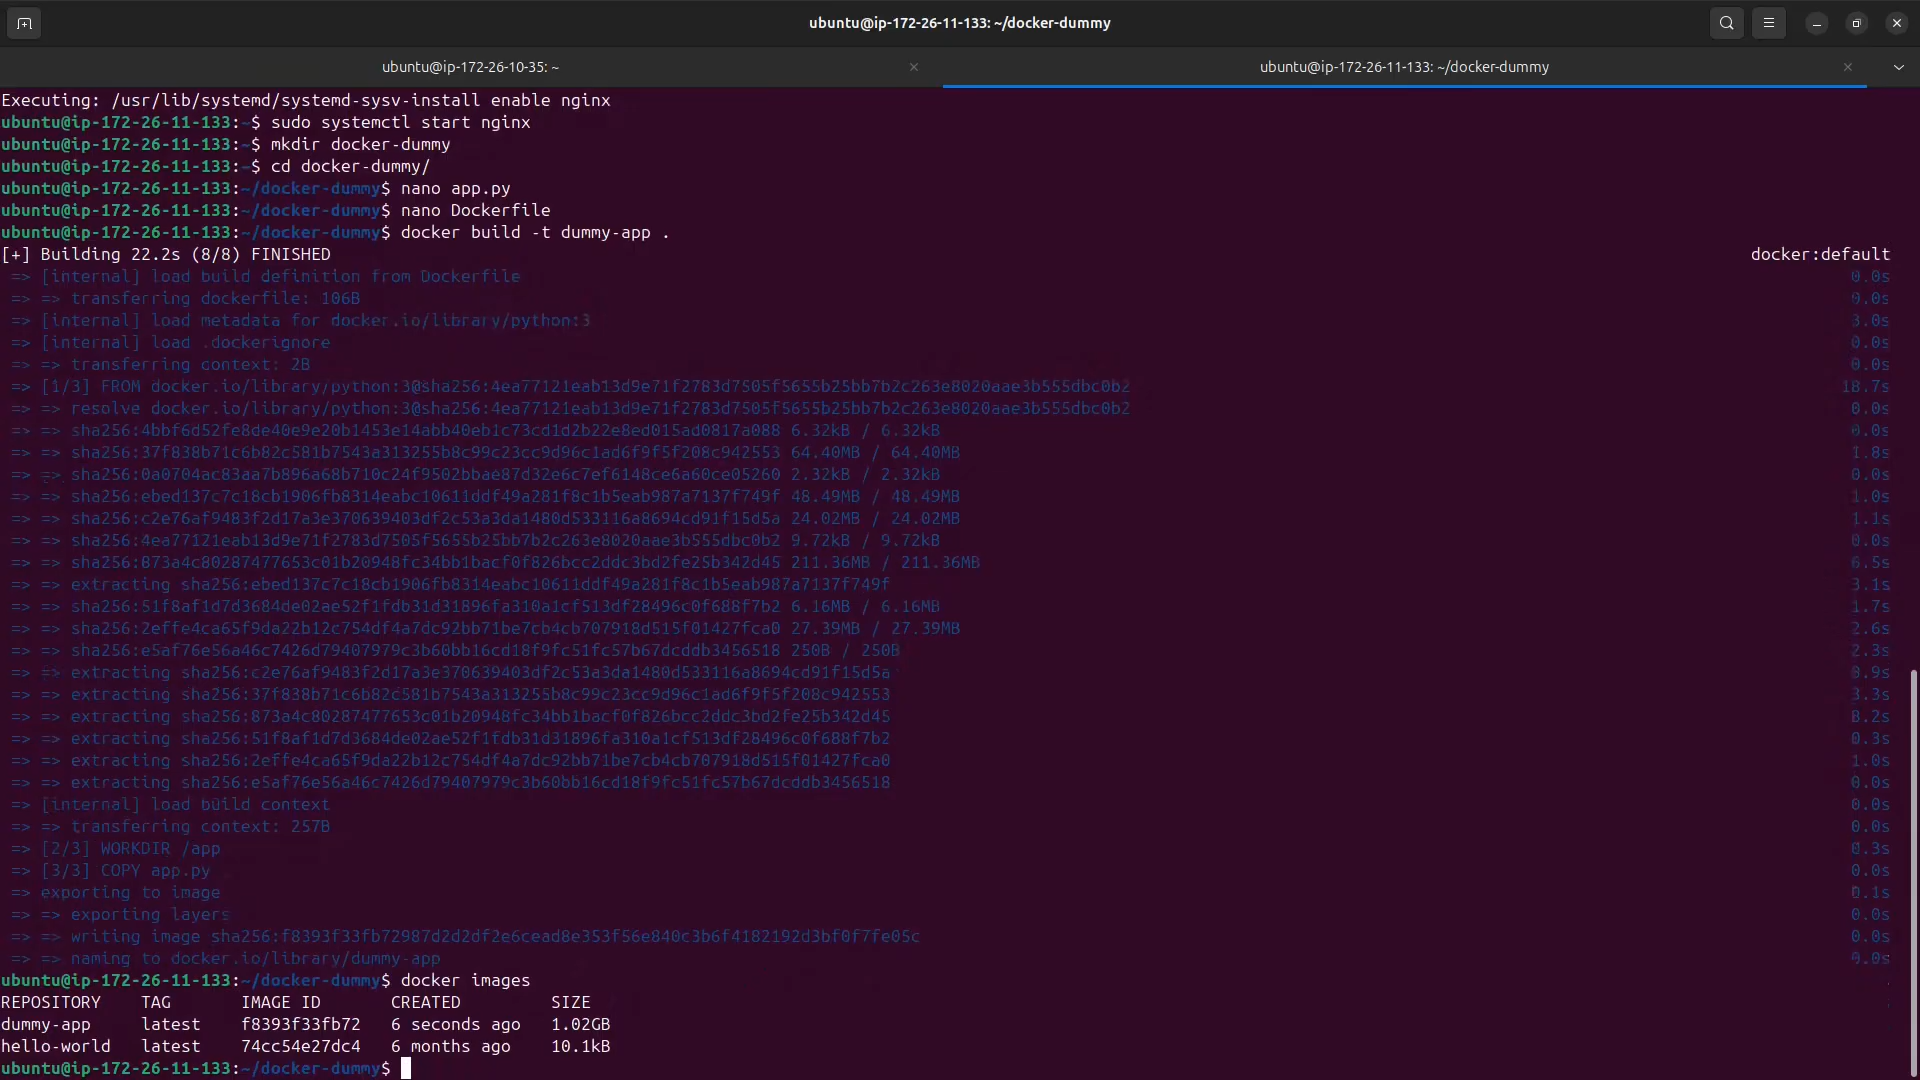 ubuntu@ip-172-26-11-133: ~/docker-dummy
ubuntu@ip-172-26-10-35: ~
ubuntu@ip-172-26-11-133: ~/docker-dummy
Executing: /usr/lib/systemd/systemd-sysv-install enable nginx
ubuntu@ip-172-26-11-133:~$ sudo systemctl start nginx
ubuntu@ip-172-26-11-133:~$ mkdir docker-dummy
ubuntu@ip-172-26-11-133:~$ cd docker-dummy/
ubuntu@ip-172-26-11-133:~/docker-dummy$ nano app.py
ubuntu@ip-172-26-11-133:~/docker-dummy$ nano Dockerfile
ubuntu@ip-172-26-11-133:~/docker-dummy$ docker build -t dummy-app .
[+] Building 22.2s (8/8) FINISHED docker:default
=> [internal] load build definition from Dockerfile 0.0s
=> => transferring dockerfile: 106B 0.0s
=> [internal] load metadata for docker.io/library/python:3 3.0s
=> [internal] load .dockerignore 0.0s
=> => transferring context: 2B 0.0s
=> [1/3] FROM docker.io/library/python:3@sha256:4ea77121eab13d9e71f2783d7505f5655b25bb7b2c263e8020aae3b555dbc0b2 18.7s
=> => resolve docker.io/library/python:3@sha256:4ea77121eab13d9e71f2783d7505f5655b25bb7b2c263e8020aae3b555dbc0b2 0.0s
=> => sha256:4bbf6d52fe8de40e9e20b1453e14abb40eb1c73cd1d2b22e8ed015ad0817a088 6.32kB / 6.32kB 0.0s
=> => sha256:37f838b71c6b82c581b7543a313255b8c99c23cc9d96c1ad6f9f5f208c942553 64.40MB / 64.40MB 1.8s
=> => sha256:0a0704ac83aa7b896a68b710c24f9502bbae87d32e6c7ef6148ce6a60ce05260 2.32kB / 2.32kB 0.0s
=> => sha256:ebed137c7c18cb1906fb8314eabc10611ddf49a281f8c1b5eab987a7137f749f 48.49MB / 48.49MB 1.0s
=> => sha256:c2e76af9483f2d17a3e370639403df2c53a3da1480d533116a8694cd91f15d5a 24.02MB / 24.02MB 1.1s
=> => sha256:4ea77121eab13d9e71f2783d7505f5655b25bb7b2c263e8020aae3b555dbc0b2 9.72kB / 9.72kB 0.0s
=> => sha256:873a4c80287477653c01b20948fc34bb1bacf0f826bcc2ddc3bd2fe25b342d45 211.36MB / 211.36MB 6.5s
=> => extracting sha256:ebed137c7c18cb1906fb8314eabc10611ddf49a281f8c1b5eab987a7137f749f 3.1s
=> => sha256:51f8af1d7d3684de02ae52f1fdb31d31896fa310a1cf513df28496c0f688f7b2 6.16MB / 6.16MB 1.7s
=> => sha256:2effe4ca65f9da22b12c754df4a7dc92bb71be7cb4cb707918d515f01427fca0 27.39MB / 27.39MB 2.6s
=> => sha256:e5af76e56a46c7426d79407979c3b60bb16cd18f9fc51fc57b67dcddb3456518 250B / 250B 2.3s
=> => extracting sha256:c2e76af9483f2d17a3e370639403df2c53a3da1480d533116a8694cd91f15d5a 0.9s
=> => extracting sha256:37f838b71c6b82c581b7543a313255b8c99c23cc9d96c1ad6f9f5f208c942553 3.3s
=> => extracting sha256:873a4c80287477653c01b20948fc34bb1bacf0f826bcc2ddc3bd2fe25b342d45 8.2s
=> => extracting sha256:51f8af1d7d3684de02ae52f1fdb31d31896fa310a1cf513df28496c0f688f7b2 0.3s
=> => extracting sha256:2effe4ca65f9da22b12c754df4a7dc92bb71be7cb4cb707918d515f01427fca0 1.0s
=> => extracting sha256:e5af76e56a46c7426d79407979c3b60bb16cd18f9fc51fc57b67dcddb3456518 0.0s
=> [internal] load build context 0.0s
=> => transferring context: 257B 0.0s
=> [2/3] WORKDIR /app 0.3s
=> [3/3] COPY app.py 0.0s
=> exporting to image 0.1s
=> => exporting layers 0.0s
=> => writing image sha256:f8393f33fb72987d2d2df2e6cead8e353f56e840c3b6f4182192d3bf0f7fe05c 0.0s
=> => naming to docker.io/library/dummy-app 0.0s
ubuntu@ip-172-26-11-133:~/docker-dummy$ docker images
REPOSITORY TAG IMAGE ID CREATED SIZE
dummy-app latest f8393f33fb72 6 seconds ago 1.02GB
hello-world latest 74cc54e27dc4 6 months ago 10.1kB
ubuntu@ip-172-26-11-133:~/docker-dummy$